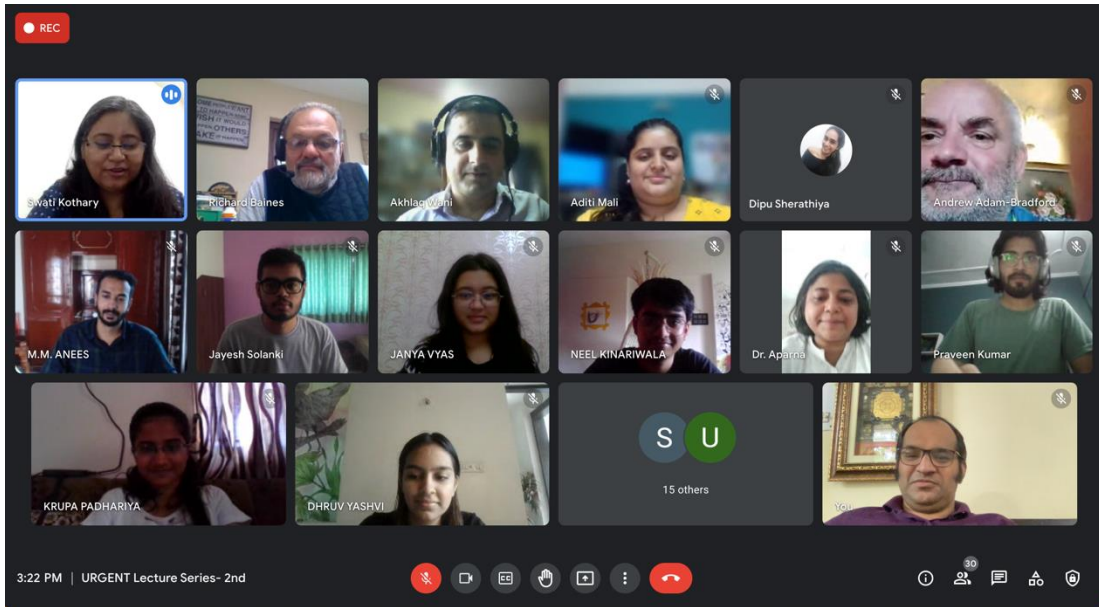 REC
Swati Kothary
Richard Baines
Akhlaq Wani
Aditi Mali
Dipu Sherathiya
Andrew Adam-Bradford
M.M. ANEES
Jayesh Solanki
JANYA VYAS
NEEL KINARIWALA
Dr. Aparna
Praveen Kumar
KRUPA PADHARIYA
DHRUV YASHVI
S U
15 others
You
3:22 PM | URGENT Lecture Series- 2nd
CC
30